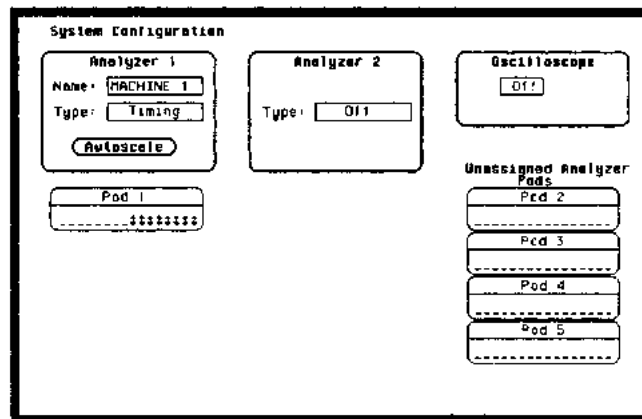 System Configuration
Analyzer 1
Name: MACHINE 1
Type: Timing
Autoscale
Analyzer 2
Type: Off
Oscilloscope
Off
Pod 1
Unassigned Analyzer
Pods
Pod 2
Pod 3
Pod 4
Pod 5